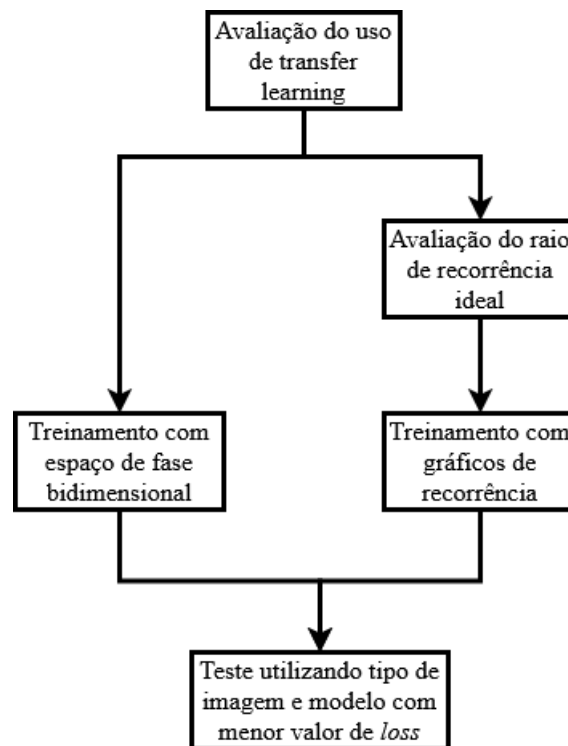 Avaliação do uso
de transfer
learning
Avaliação do raio
de recorrência
ideal
Treinamento com
espaço de fase
bidimensional
Treinamento com
gráficos de
recorrência
Teste utilizando tipo de
imagem e modelo com
menor valor de loss